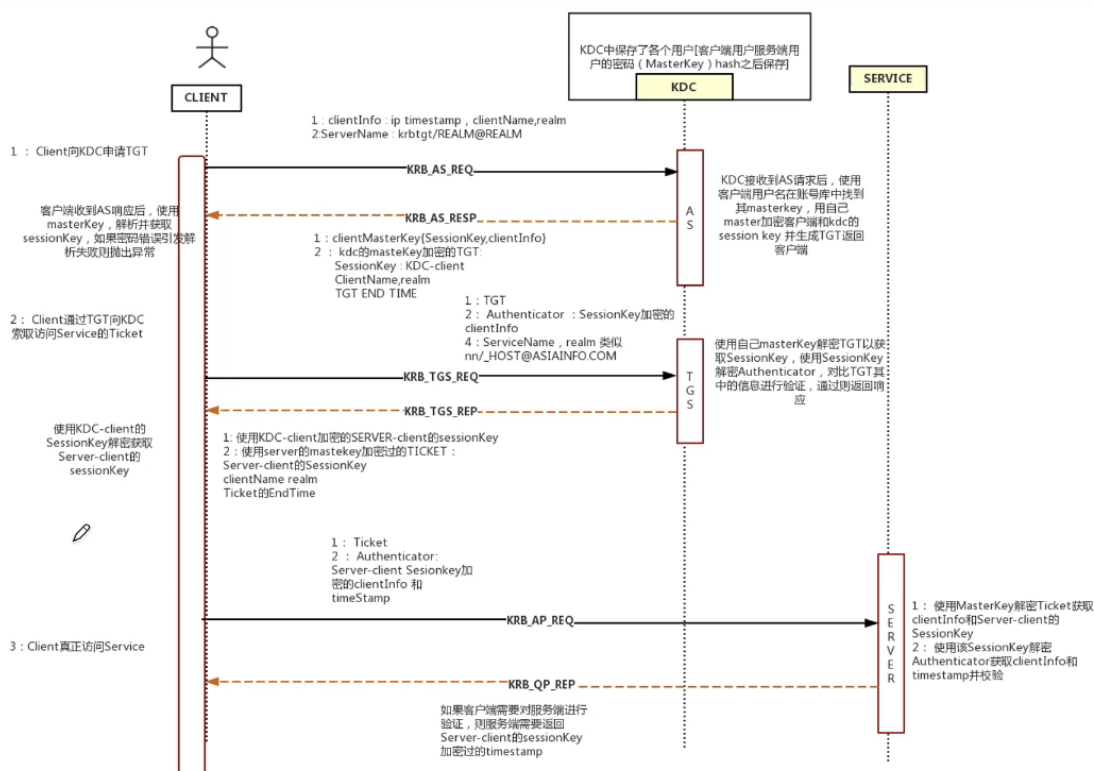 KDC中保存了各个用户[客户端用户服务端用
户的密码（MasterKey）hash之后保存]
CLIENT
KDC
SERVICE
1：clientInfo：ip timestamp，clientName,realm
2:ServerName：krbtgt/REALM@REALM
1 ： Client向KDC申请TGT
KRB_AS_REQ
KDC接收到AS请求后，使用
客户端用户名在账号库中找到
其masterkey，用自己
master加密客户端和kdc的
session key 并生成TGT返回
客户端
AS
客户端收到AS响应后，使用
masterKey，解析并获取
sessionKey，如果密码错误引发解
析失败则抛出异常
KRB_AS_RESP
1：clientMasterKey{SessionKey,clientInfo}
2 ： kdc的masteKey加密的TGT:
SessionKey : KDC-client
ClientName,realm
TGT END TIME
2： Client通过TGT向KDC
索取访问Service的Ticket
1：TGT
2： Authenticator ：SessionKey加密的
clientInfo
4：ServiceName，realm 类似
nn/_HOST@ASIAINFO.COM
KRB_TGS_REQ
TGS
使用自己masterKey解密TGT以获
取SessionKey，使用SessionKey
解密Authenticator，对比TGT其
中的信息进行验证，通过则返回响
应
KRB_TGS_REP
使用KDC-client的
SessionKey解密获取
Server-client的
sessionKey
1: 使用KDC-client加密的SERVER-client的sessionKey
2：使用server的mastekey加密过的TICKET：
Server-client的SessionKey
clientName realm
Ticket的EndTime
1： Ticket
2 ： Authenticator:
Server-client Sesionkey加
密的clientInfo 和
timeStamp
KRB_AP_REQ
SERVER
1： 使用MasterKey解密Ticket获取
clientInfo和Server-client的
SessionKey
2： 使用该SessionKey解密
Authenticator获取clientInfo和
timestamp并校验
3：Client真正访问Service
KRB_QP_REP
如果客户端需要对服务端进行
验证，则服务端需要返回
Server-client的sessionKey
加密过的timestamp